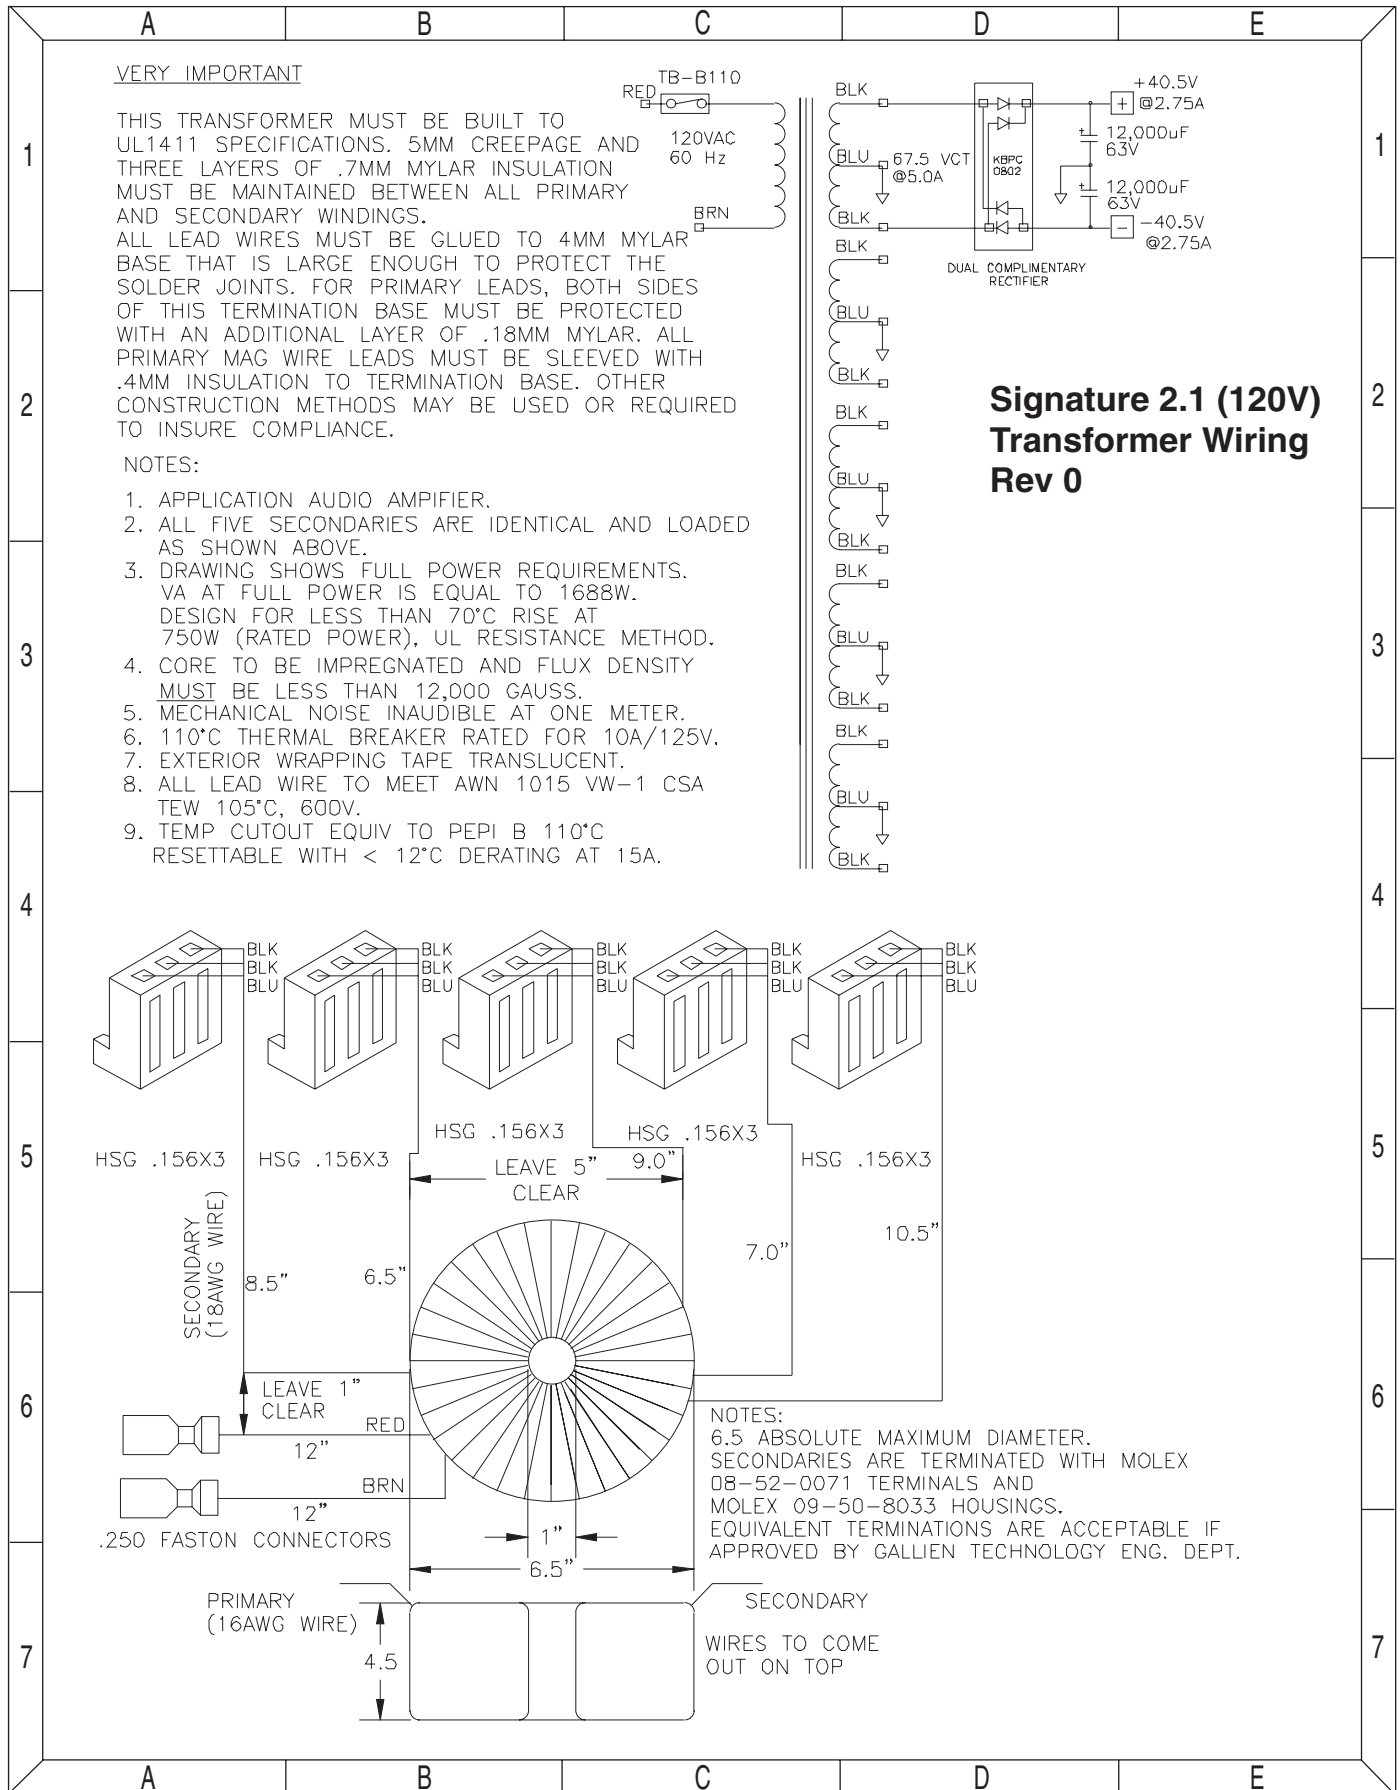 A B C D E
1
2
3
4
5
6
7
VERY IMPORTANT
THIS TRANSFORMER MUST BE BUILT TO
UL1411 SPECIFICATIONS. 5MM CREEPAGE AND
THREE LAYERS OF .7MM MYLAR INSULATION
MUST BE MAINTAINED BETWEEN ALL PRIMARY
AND SECONDARY WINDINGS.
ALL LEAD WIRES MUST BE GLUED TO 4MM MYLAR
BASE THAT IS LARGE ENOUGH TO PROTECT THE
SOLDER JOINTS. FOR PRIMARY LEADS, BOTH SIDES
OF THIS TERMINATION BASE MUST BE PROTECTED
WITH AN ADDITIONAL LAYER OF .18MM MYLAR. ALL
PRIMARY MAG WIRE LEADS MUST BE SLEEVED WITH
.4MM INSULATION TO TERMINATION BASE. OTHER
CONSTRUCTION METHODS MAY BE USED OR REQUIRED
TO INSURE COMPLIANCE.
NOTES:
1. APPLICATION AUDIO AMPIFIER.
2. ALL FIVE SECONDARIES ARE IDENTICAL AND LOADED
AS SHOWN ABOVE.
3. DRAWING SHOWS FULL POWER REQUIREMENTS.
VA AT FULL POWER IS EQUAL TO 1688W.
DESIGN FOR LESS THAN 70°C RISE AT
750W (RATED POWER), UL RESISTANCE METHOD.
4. CORE TO BE IMPREGNATED AND FLUX DENSITY
MUST BE LESS THAN 12,000 GAUSS.
5. MECHANICAL NOISE INAUDIBLE AT ONE METER.
6. 110°C THERMAL BREAKER RATED FOR 10A/125V.
7. EXTERIOR WRAPPING TAPE TRANSLUCENT.
8. ALL LEAD WIRE TO MEET AWN 1015 VW-1 CSA
TEW 105°C, 600V.
9. TEMP CUTOUT EQUIV TO PEPI B 110°C
RESETTABLE WITH < 12°C DERATING AT 15A.
TB-B110
RED
120VAC
60 Hz
BRN
BLK
BLU
BLK
67.5 VCT
@5.0A
KBPC
0802
DUAL COMPLIMENTARY
RECTIFIER
+40.5V
+ @2.75A
+
12,000uF
63V
+
12,000uF
63V
- -40.5V
@2.75A
BLK
BLU
BLK
BLK
BLU
BLK
BLK
BLU
BLK
BLK
BLU
BLK
Signature 2.1 (120V)
Transformer Wiring
Rev 0
BLK
BLK
BLU
BLK
BLK
BLU
BLK
BLK
BLU
BLK
BLK
BLU
BLK
BLK
BLU
HSG .156X3
HSG .156X3
HSG .156X3
HSG .156X3
HSG .156X3
LEAVE 5"
CLEAR
9.0"
SECONDARY
(18AWG WIRE)
8.5"
6.5"
7.0"
10.5"
LEAVE 1"
CLEAR
RED
12"
BRN
12"
.250 FASTON CONNECTORS
1"
6.5"
NOTES:
6.5 ABSOLUTE MAXIMUM DIAMETER.
SECONDARIES ARE TERMINATED WITH MOLEX
08-52-0071 TERMINALS AND
MOLEX 09-50-8033 HOUSINGS.
EQUIVALENT TERMINATIONS ARE ACCEPTABLE IF
APPROVED BY GALLIEN TECHNOLOGY ENG. DEPT.
PRIMARY
(16AWG WIRE)
4.5
SECONDARY
WIRES TO COME
OUT ON TOP
1
2
3
4
5
6
7
A B C D E